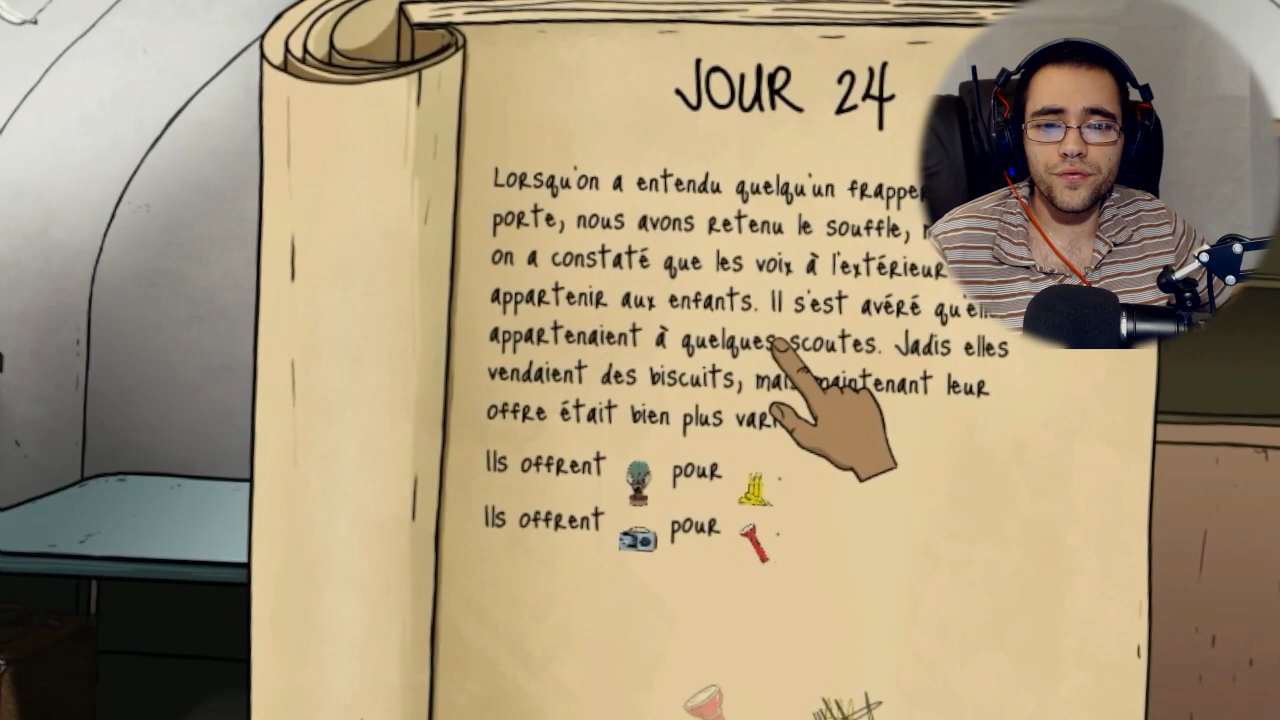 JOUR 24
Lorsqu'on a entendu quelqu'un frapper
porte, nous avons retenu le souffle,
on a constaté que les voix à l'extérieur
appartenir aux enfants. Il s'est avéré
appartenaient à quelques scoutes. Jadis elles
vendaient des biscuits, mais maintenant leur
offre était bien plus
Ils offrent pour .
Ils offrent pour .